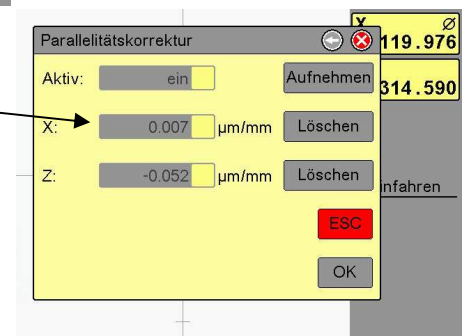 X Ø
119.976
314.590
Parallelitätskorrektur
Aktiv: ein Aufnehmen
X: 0.007 µm/mm Löschen
Z: -0.052 µm/mm Löschen
infahren
ESC
OK